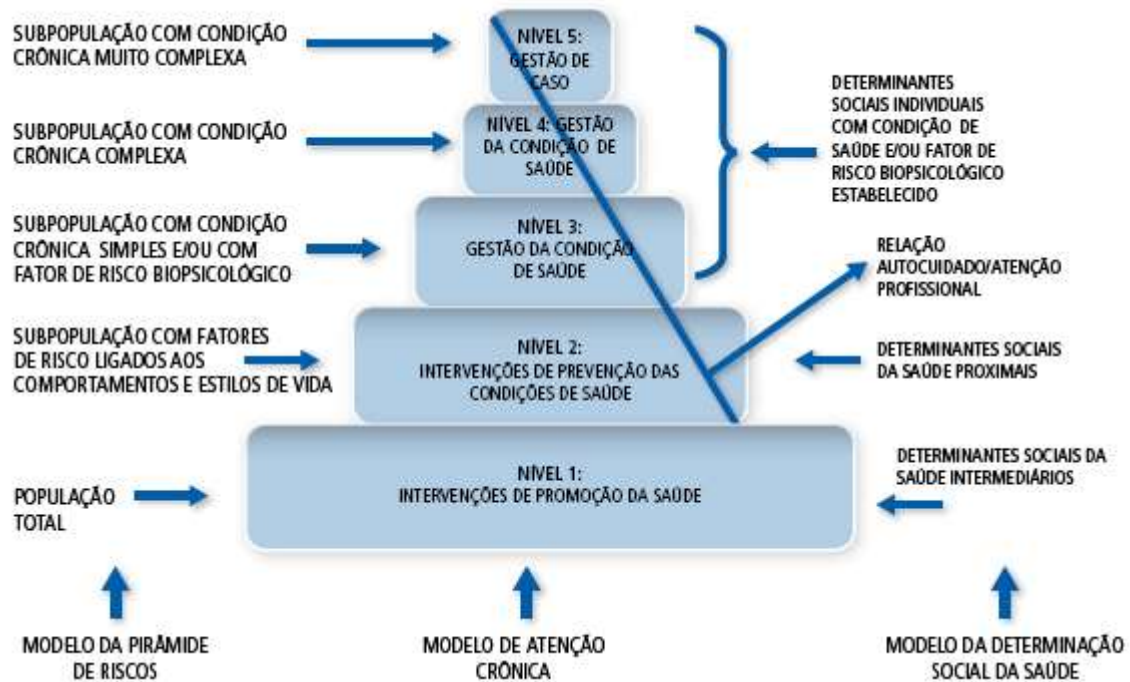 SUBPOPULAÇÃO COM CONDIÇÃO
CRÔNICA MUITO COMPLEXA
SUBPOPULAÇÃO COM CONDIÇÃO
CRÔNICA COMPLEXA
SUBPOPULAÇÃO COM CONDIÇÃO
CRÔNICA SIMPLES E/OU COM
FATOR DE RISCO BIOPSICOLÓGICO
SUBPOPULAÇÃO COM FATORES
DE RISCO LIGADOS AOS
COMPORTAMENTOS E ESTILOS DE VIDA
POPULAÇÃO
TOTAL
MODELO DA PIRÂMIDE
DE RISCOS
NÍVEL 5:
GESTÃO DE
CASO
NÍVEL 4: GESTÃO
DA CONDIÇÃO DE
SAÚDE
NÍVEL 3:
GESTÃO DA CONDIÇÃO
DE SAÚDE
NÍVEL 2:
INTERVENÇÕES DE PREVENÇÃO DAS
CONDIÇÕES DE SAÚDE
NÍVEL 1:
INTERVENÇÕES DE PROMOÇÃO DA SAÚDE
MODELO DE ATENÇÃO
CRÔNICA
DETERMINANTES
SOCIAIS INDIVIDUAIS
COM CONDIÇÃO DE
SAÚDE E/OU FATOR DE
RISCO BIOPSICOLÓGICO
ESTABELECIDO
RELAÇÃO
AUTOCUIDADO/ATENÇÃO
PROFISSIONAL
DETERMINANTES SOCIAIS
DA SAÚDE PROXIMAIS
DETERMINANTES SOCIAIS DA
SAÚDE INTERMEDIÁRIOS
MODELO DA DETERMINAÇÃO
SOCIAL DA SAÚDE